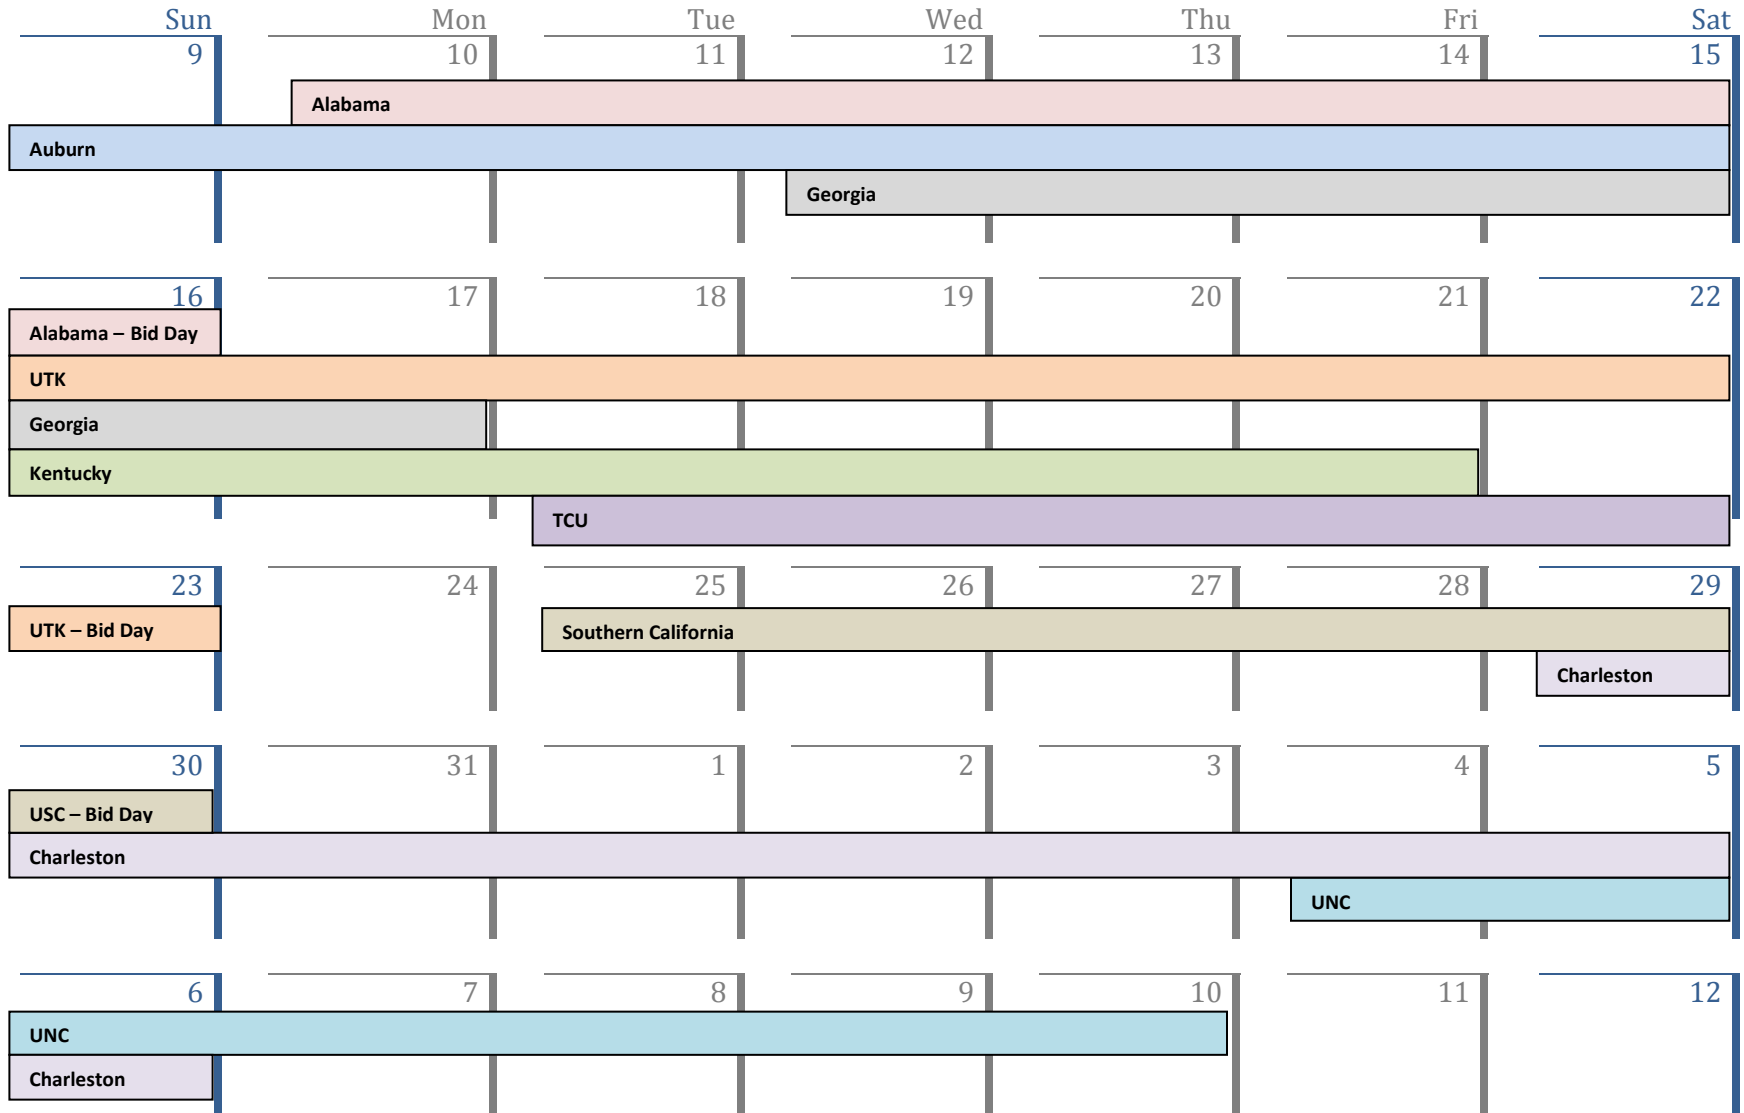 Sun Mon Tue Wed Thu Fri Sat
9 10 11 12 13 14 15
Alabama
Auburn
Georgia
16 17 18 19 20 21 22
Alabama – Bid Day
UTK
Georgia
Kentucky
TCU
23 24 25 26 27 28 29
UTK – Bid Day Southern California
Charleston
30 31 1 2 3 4 5
USC – Bid Day
Charleston
UNC
6 7 8 9 10 11 12
UNC
Charleston